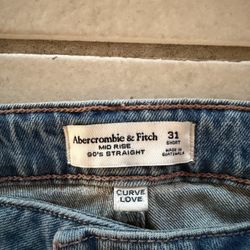 Abercrombie & Fitch 31
MID RISE SHORT
90's STRAIGHT MADE IN
GUATEMALA
CURVE
LOVE